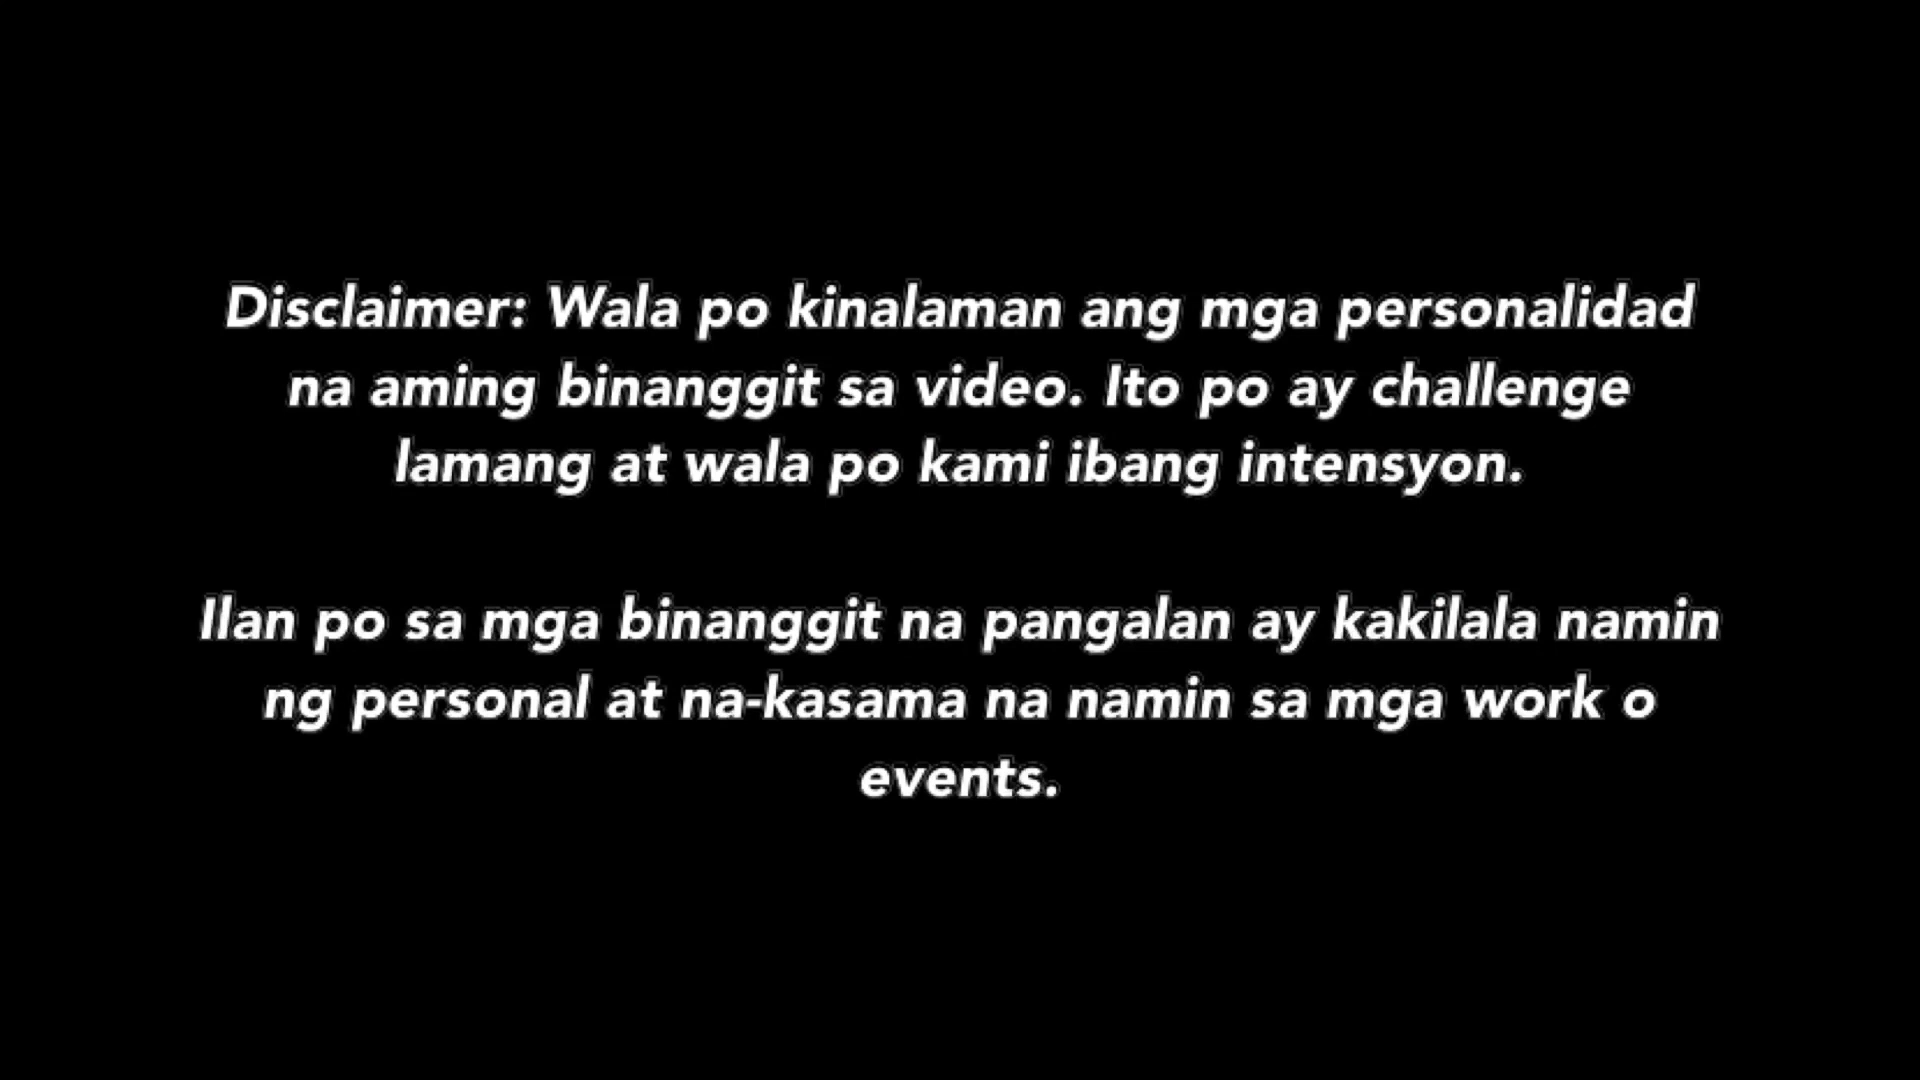 Disclaimer: Wala po kinalaman ang mga personalidad
na aming binanggit sa video. Ito po ay challenge
lamang at wala po kami ibang intensyon.
Ilan po sa mga binanggit na pangalan ay kakilala namin
ng personal at na-kasama na namin sa mga work o
events.